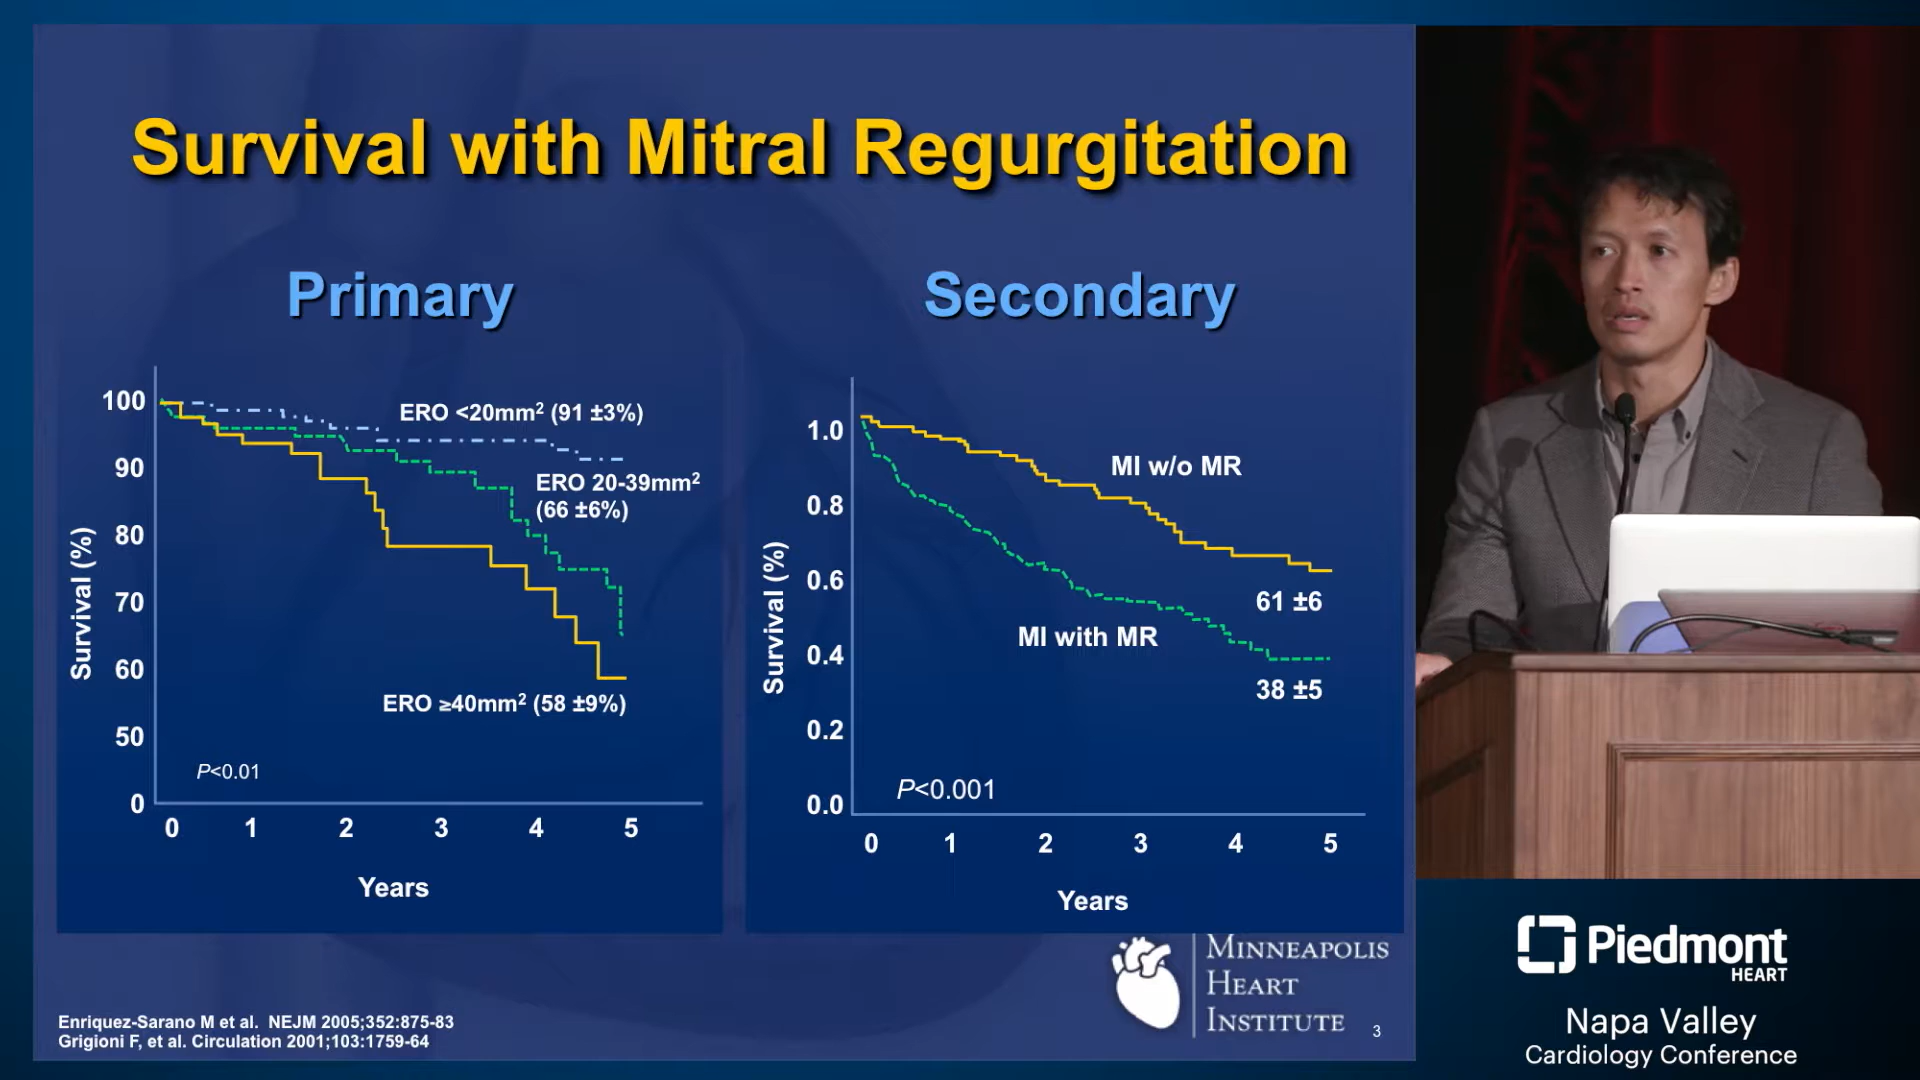 Survival with Mitral Regurgitation
Primary
100
90
80
70
60
50
0
Survival (%)
ERO <20mm² (91 ±3%)
ERO 20-39mm²
(66 ±6%)
ERO ≥40mm² (58 ±9%)
P<0.01
0 1 2 3 4 5
Years
Secondary
1.0
0.8
0.6
0.4
0.2
0.0
Survival (%)
MI w/o MR
61 ±6
MI with MR
38 ±5
P<0.001
0 1 2 3 4 5
Years
Enriquez-Sarano M et al. NEJM 2005;352:875-83
Grigioni F, et al. Circulation 2001;103:1759-64
MINNEAPOLIS
HEART
INSTITUTE
3
Piedmont
HEART
Napa Valley
Cardiology Conference